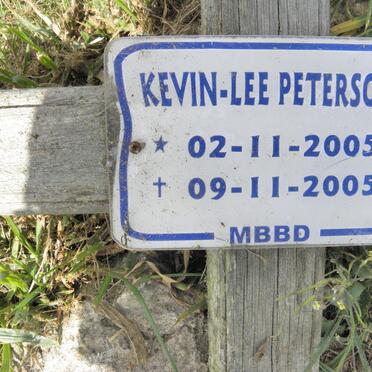 KEVIN-LEE PETERSO
★ 02-11-2005
✝ 09-11-2005
MBBD